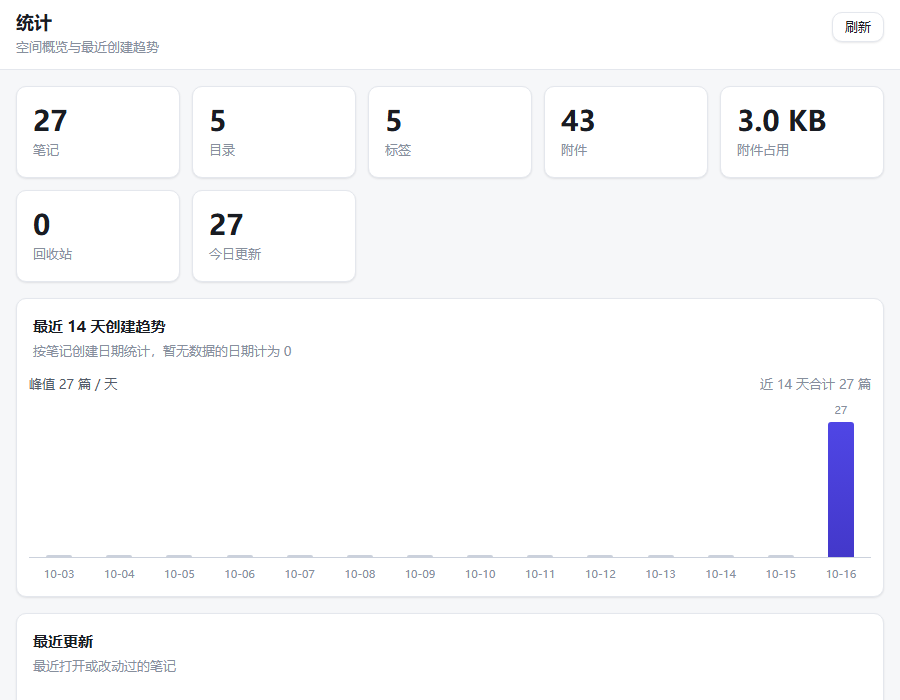 统计
空间概览与最近创建趋势
刷新
27
笔记
5
目录
5
标签
43
附件
3.0 KB
附件占用
0
回收站
27
今日更新
最近 14 天创建趋势
按笔记创建日期统计，暂无数据的日期计为 0
峰值 27 篇 / 天
近 14 天合计 27 篇
27
10-03 10-04 10-05 10-06 10-07 10-08 10-09 10-10 10-11 10-12 10-13 10-14 10-15 10-16
最近更新
最近打开或改动过的笔记